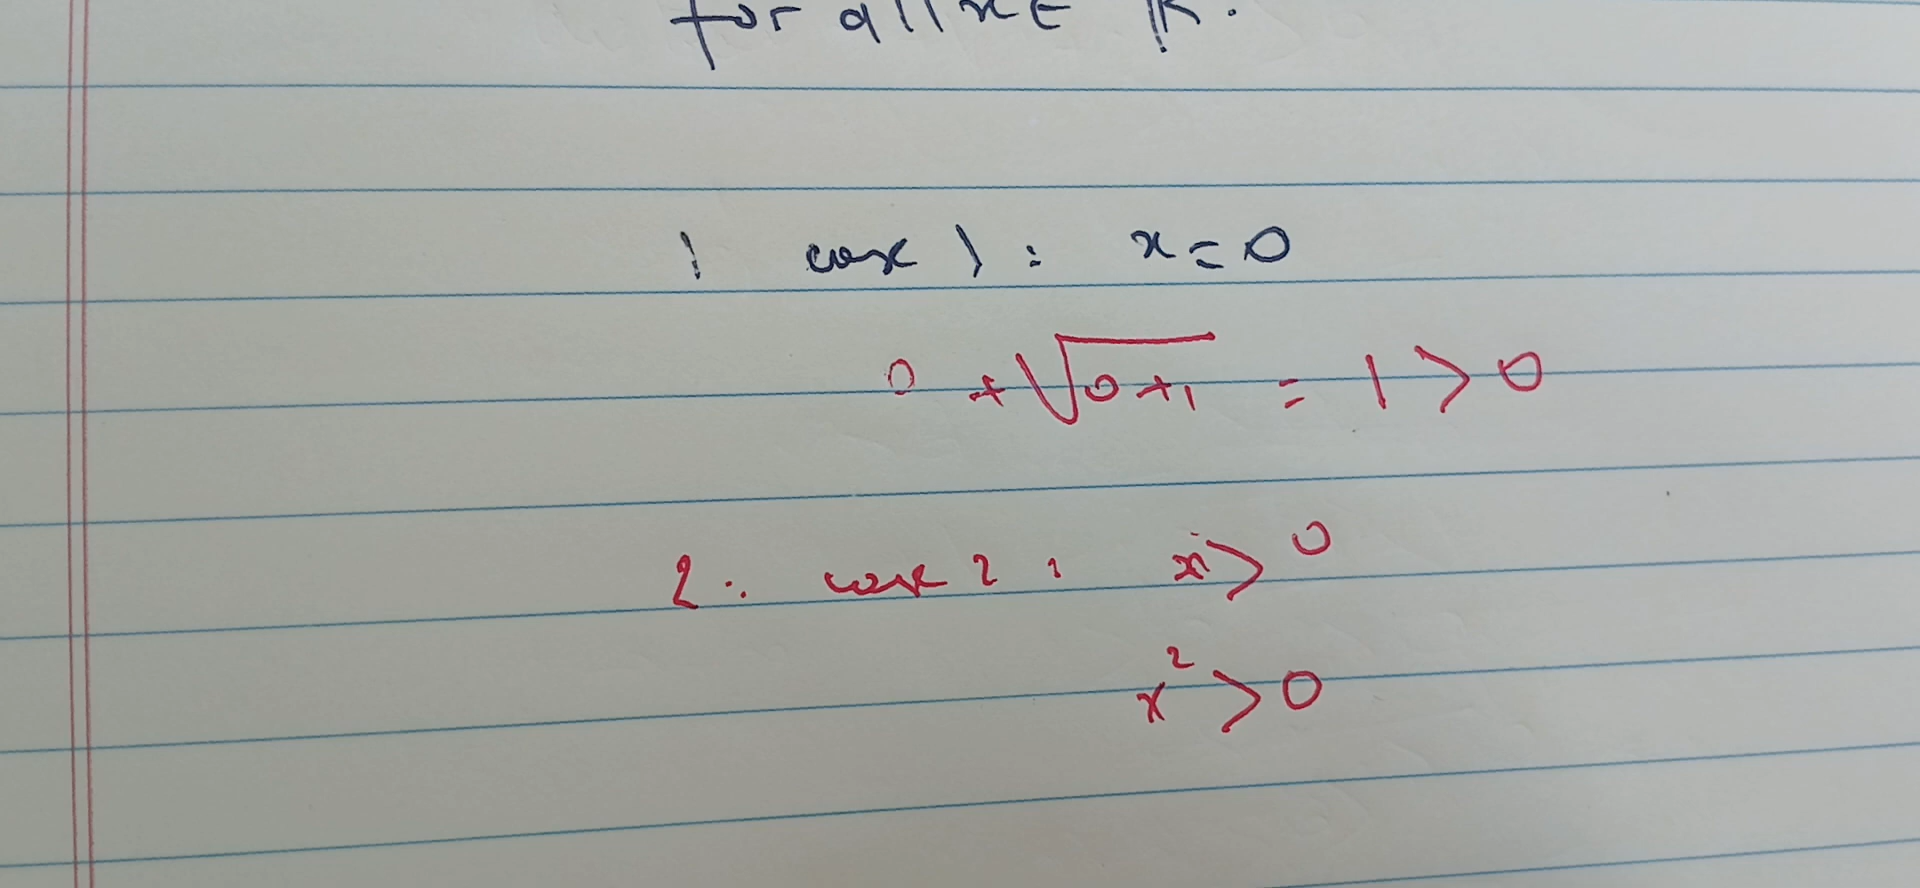 for all x ∈ ℝ.
1 case 1: x = 0
0 + √(0+1) = 1 > 0
2: case 2: x > 0
x² > 0